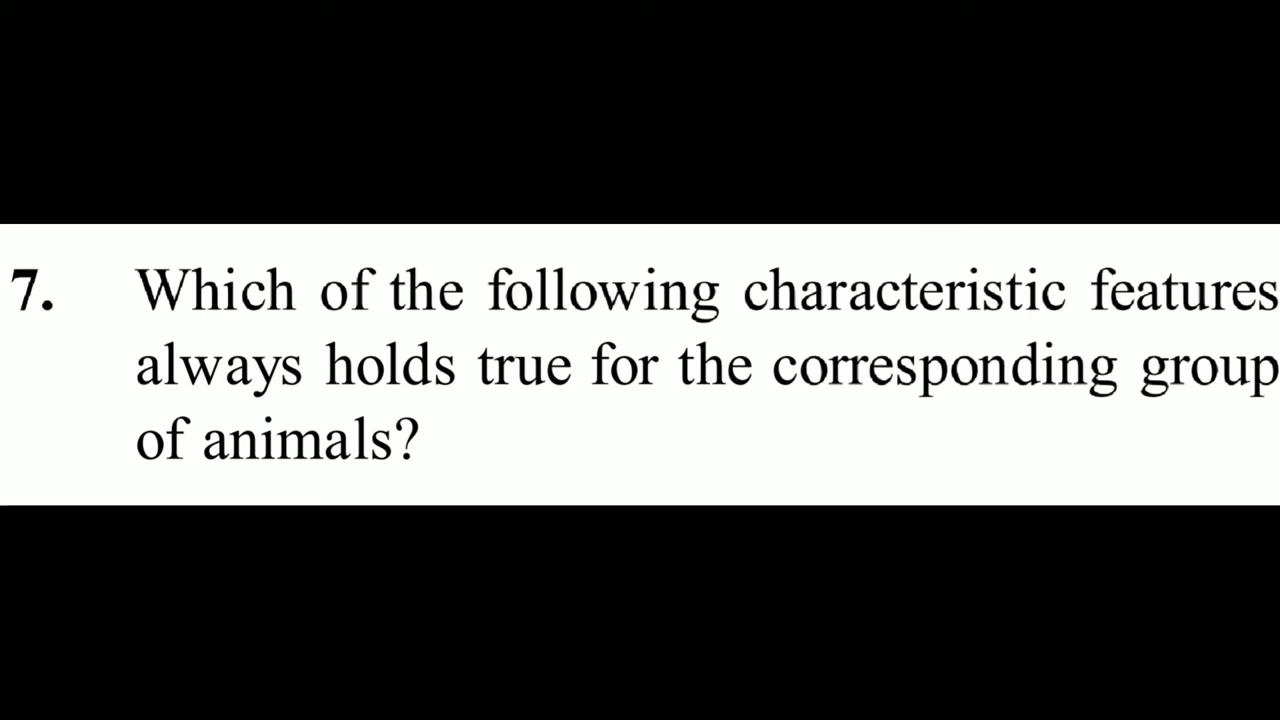 7. Which of the following characteristic features
always holds true for the corresponding group
of animals?